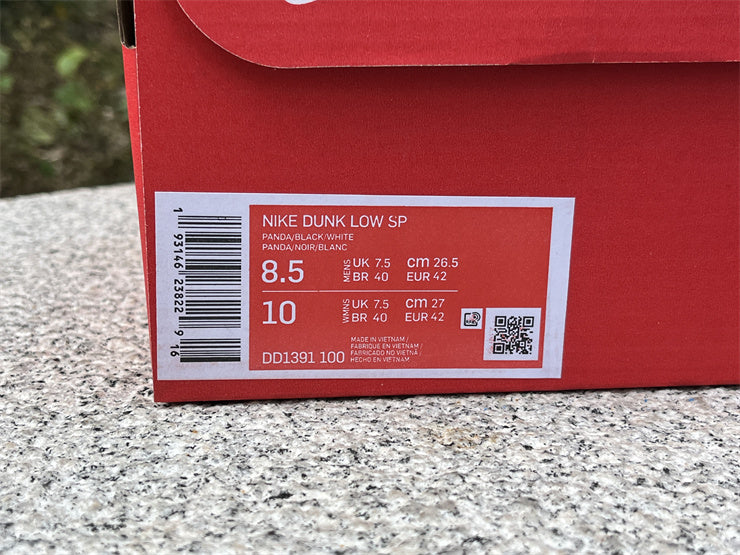 NIKE DUNK LOW SP
PANDA/BLACK/WHITE
PANDA/NOIR/BLANC
8.5 MENS UK 7.5 cm 26.5
BR 40 EUR 42
10 WMNS UK 7.5 cm 27
BR 40 EUR 42
DD1391 100
MADE IN VIETNAM /
FABRIQUE EN VIETNAM /
FABRICADO NO VIETNÃ /
HECHO EN VIETNAM
1 93146 23822 9 16